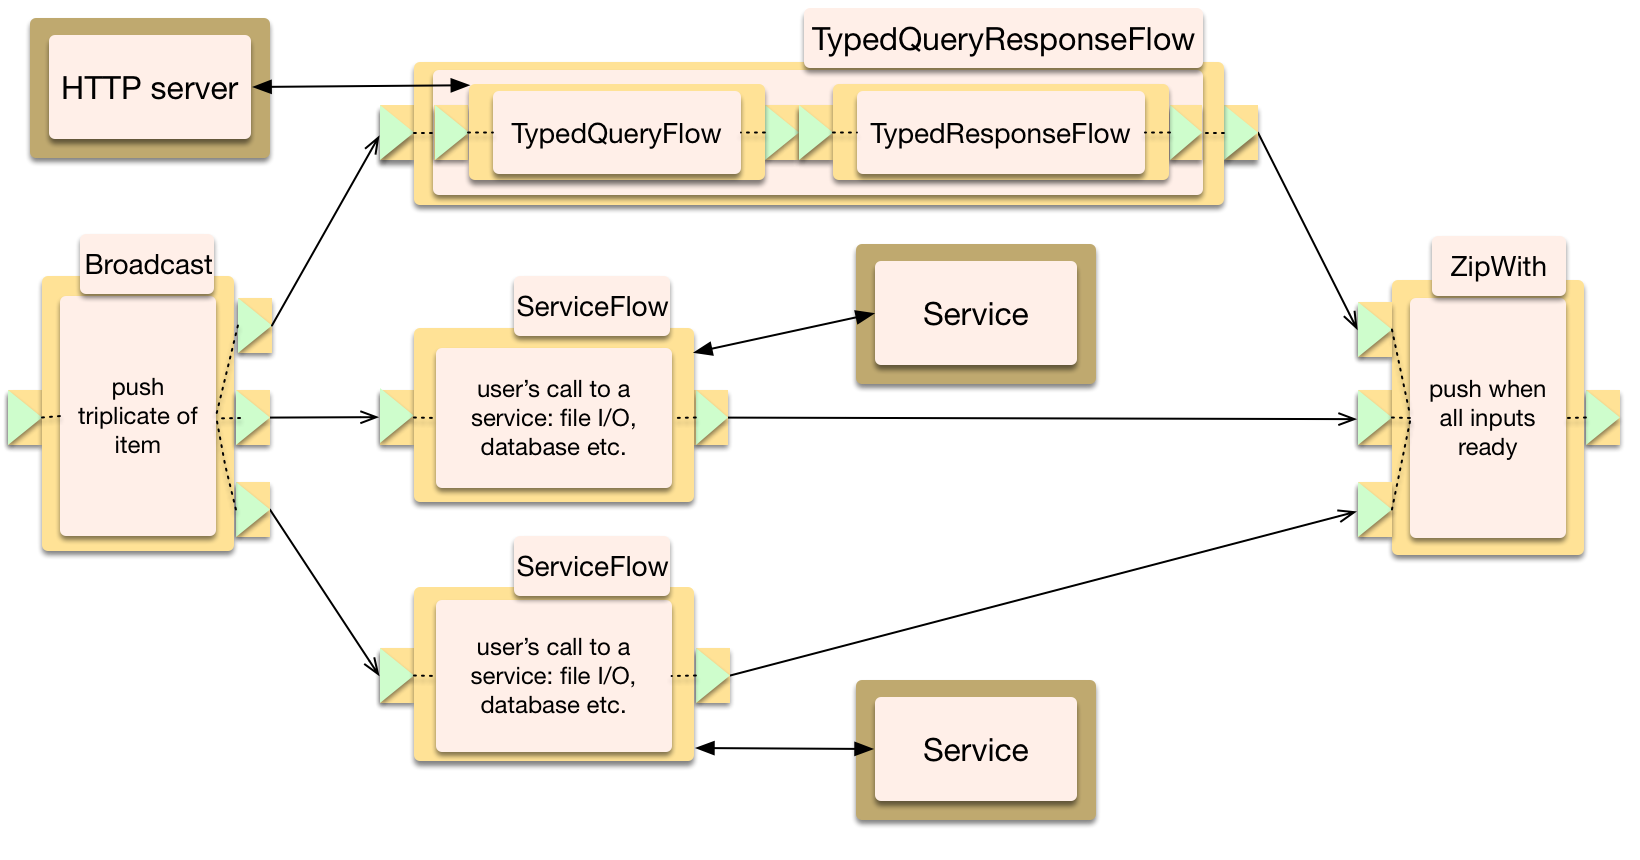 TypedQueryResponseFlow
HTTP server
TypedQueryFlow
TypedResponseFlow
Broadcast
push
triplicate of
item
ServiceFlow
user’s call to a
service: file I/O,
database etc.
Service
ZipWith
push when
all inputs
ready
ServiceFlow
user’s call to a
service: file I/O,
database etc.
Service